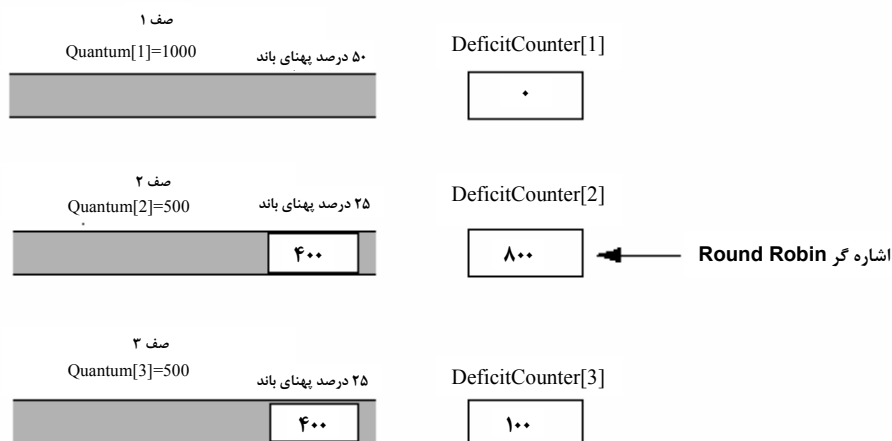 صف ۱
Quantum[1]=1000
۵۰ درصد پهنای باند
DeficitCounter[1]
۰
صف ۲
Quantum[2]=500
۲۵ درصد پهنای باند
DeficitCounter[2]
۴۰۰
۸۰۰
اشاره گر Round Robin
صف ۳
Quantum[3]=500
۲۵ درصد پهنای باند
DeficitCounter[3]
۴۰۰
۱۰۰